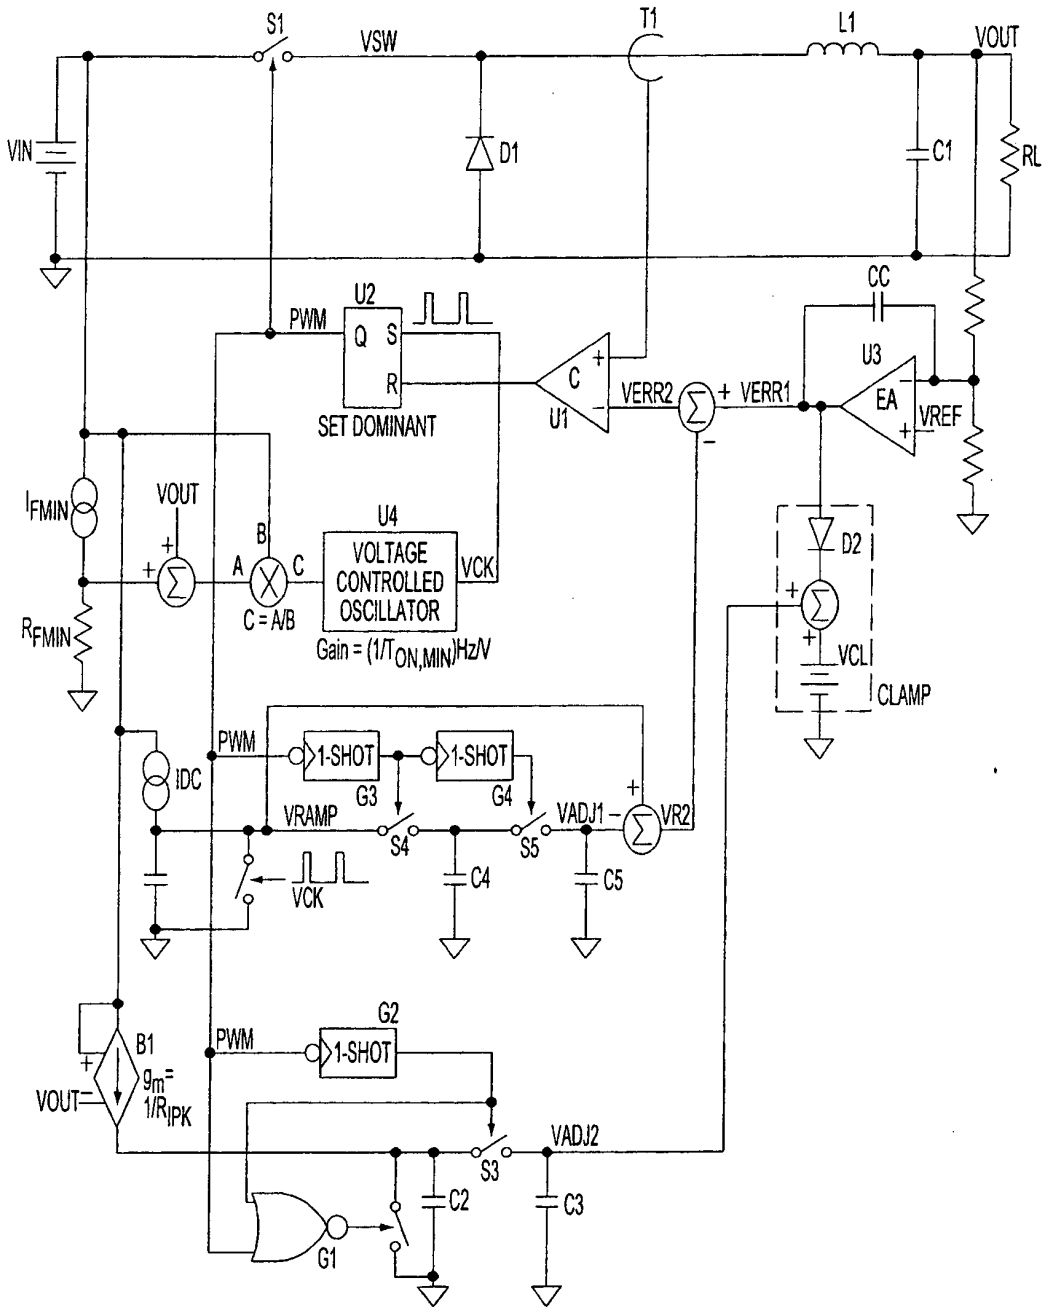 S1
VSW
T1
L1
VOUT
VIN
D1
C1
RL
U2
PWM
Q
S
R
SET DOMINANT
C
+
−
U1
VERR2
Σ
+
−
VERR1
CC
U3
EA
−
+
VREF
IFMIN
VOUT
+
+
Σ
A
B
X
C
C = A/B
U4
VOLTAGE
CONTROLLED
OSCILLATOR
VCK
Gain = (1/TON,MIN)Hz/V
RFMIN
D2
+
Σ
+
VCL
CLAMP
PWM
1-SHOT
G3
1-SHOT
G4
IDC
VRAMP
S4
S5
VADJ1
−
+
Σ
VR2
VCK
C4
C5
PWM
G2
1-SHOT
B1
+
gm=
1/RIPK
VOUT
−
S3
VADJ2
C2
C3
G1